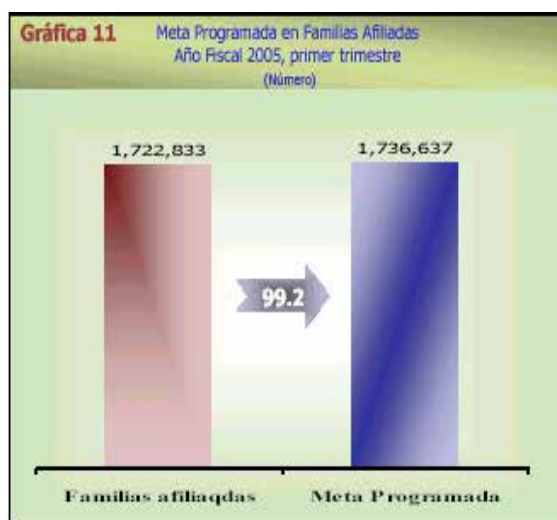 Gráfica 11
Meta Programada en Familias Afiliadas
Año Fiscal 2005, primer trimestre
(Número)
1,722,833
1,736,637
99.2
Familias afiliaqdas
Meta Programada